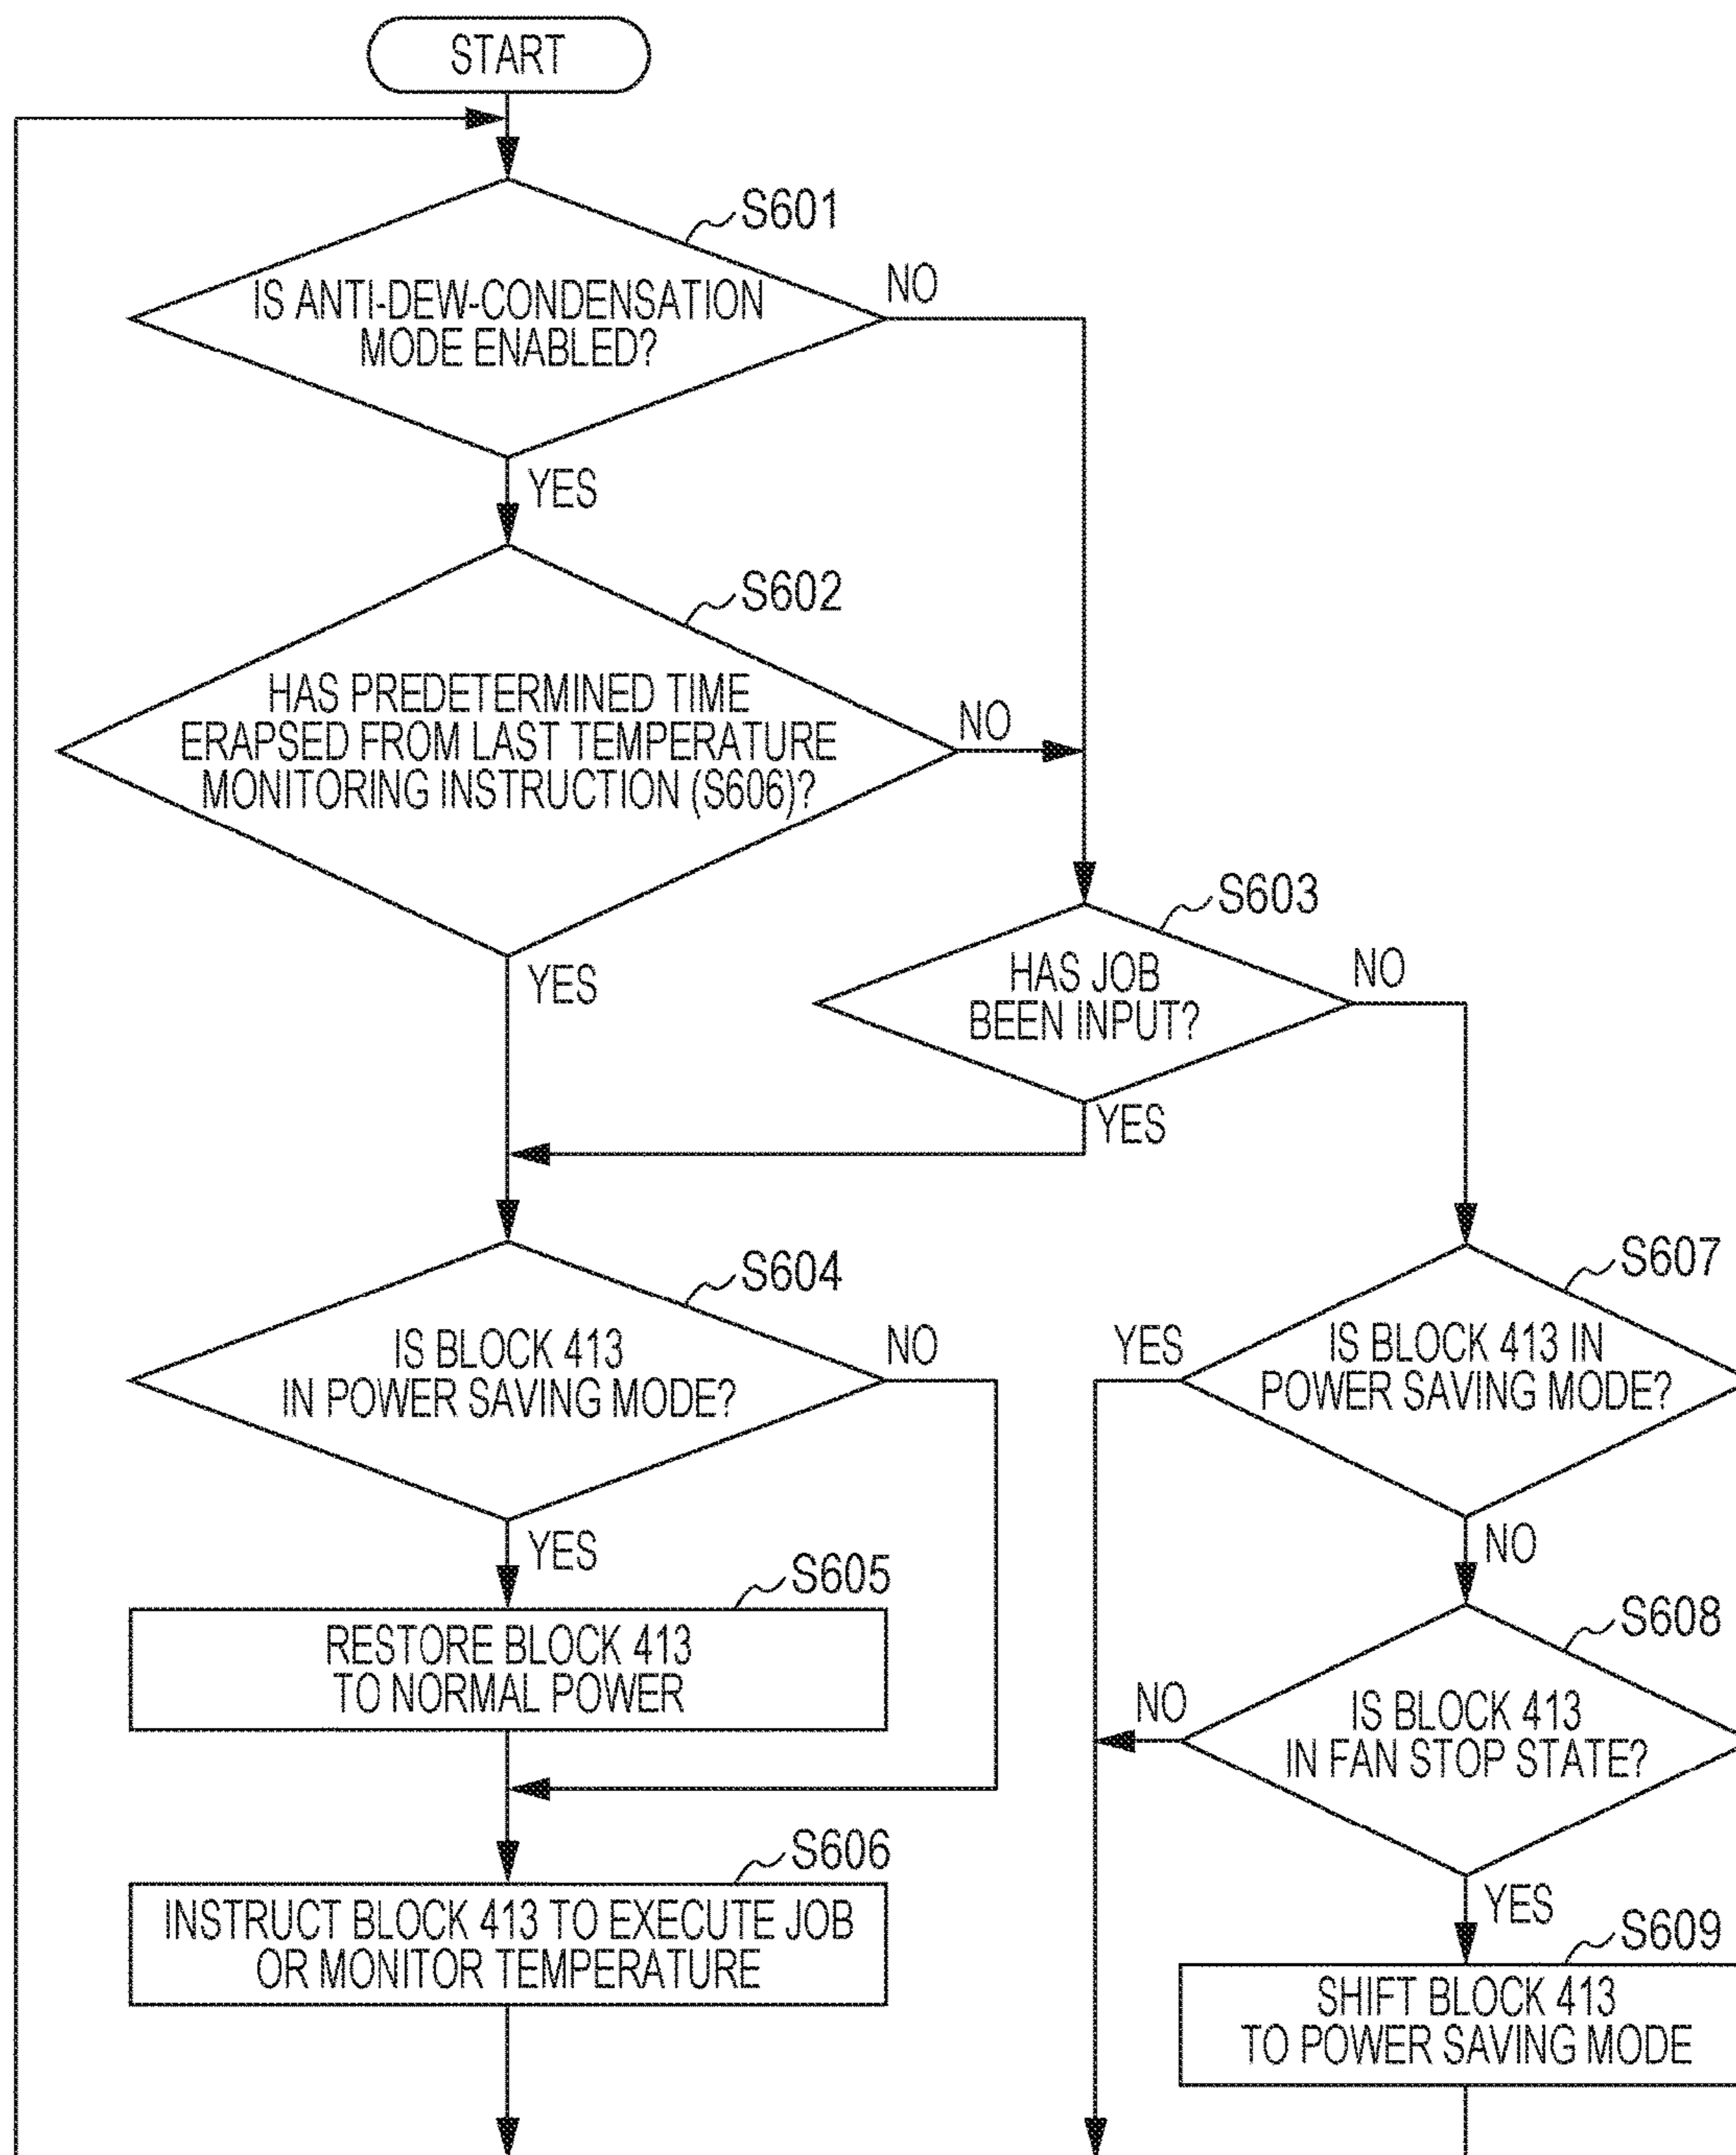 START
S601
IS ANTI-DEW-CONDENSATION
MODE ENABLED?
NO
YES
S602
HAS PREDETERMINED TIME
ERAPSED FROM LAST TEMPERATURE
MONITORING INSTRUCTION (S606)?
NO
YES
S603
HAS JOB
BEEN INPUT?
NO
YES
S604
IS BLOCK 413
IN POWER SAVING MODE?
NO
YES
S605
RESTORE BLOCK 413
TO NORMAL POWER
S606
INSTRUCT BLOCK 413 TO EXECUTE JOB
OR MONITOR TEMPERATURE
S607
IS BLOCK 413 IN
POWER SAVING MODE?
YES
NO
S608
IS BLOCK 413
IN FAN STOP STATE?
NO
YES
S609
SHIFT BLOCK 413
TO POWER SAVING MODE